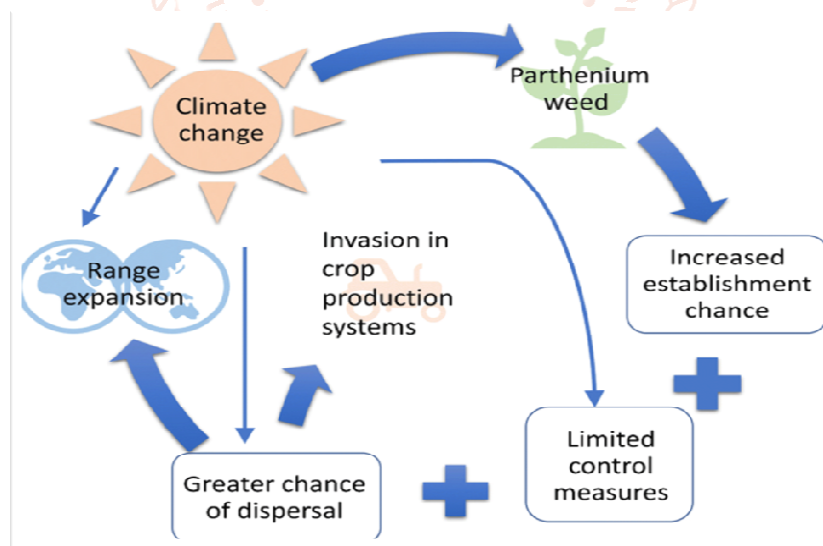 Climate
change
Parthenium
weed
Range
expansion
Invasion in
crop
production
systems
Increased
establishment
chance
Limited
control
measures
Greater chance
of dispersal